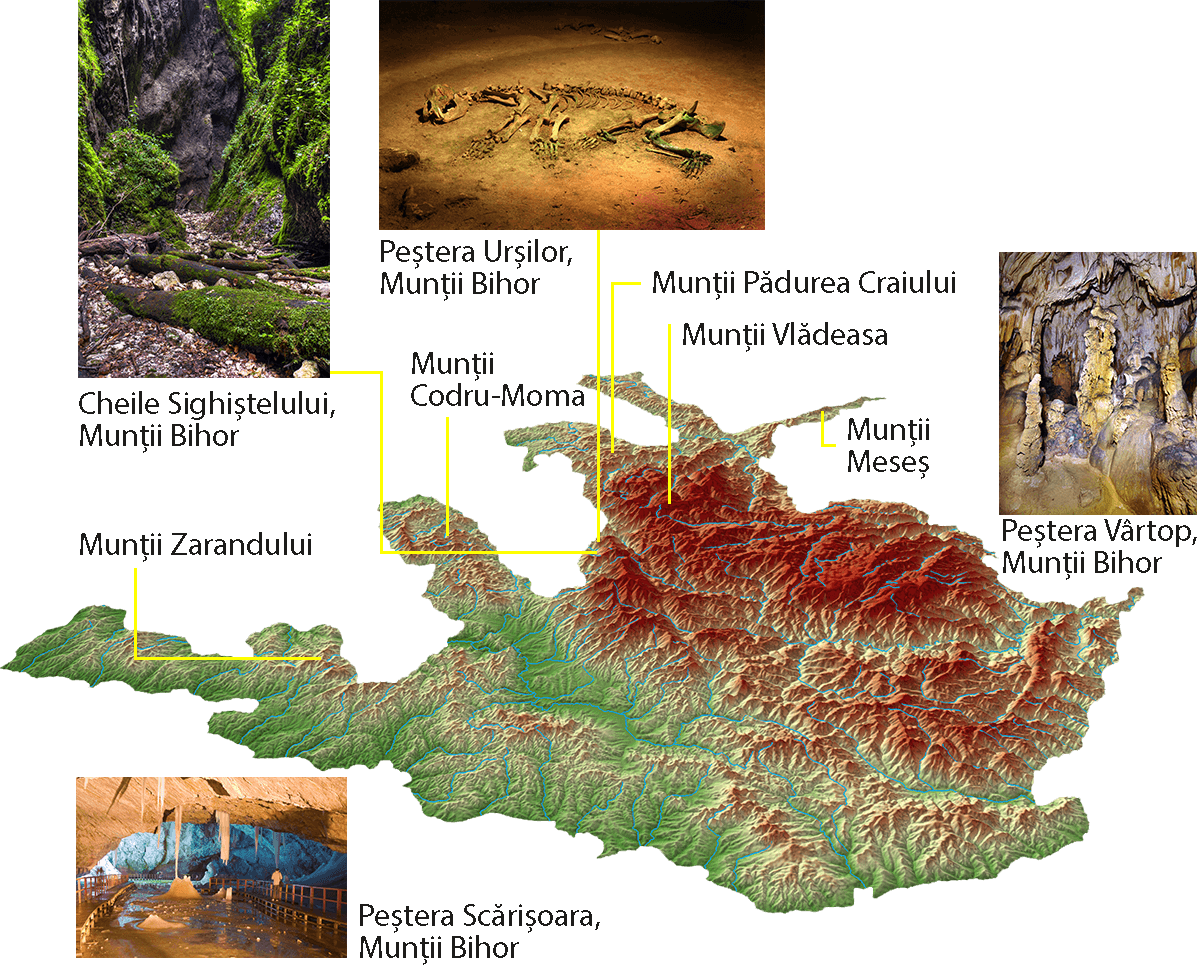 Peștera Urșilor,
Munții Bihor
Munții Pădurea Craiului
Munții Vlădeasa
Munții
Codru-Moma
Cheile Sighiștelului,
Munții Bihor
Munții
Meseș
Peștera Vârtop,
Munții Bihor
Munții Zarandului
Peștera Scărișoara,
Munții Bihor